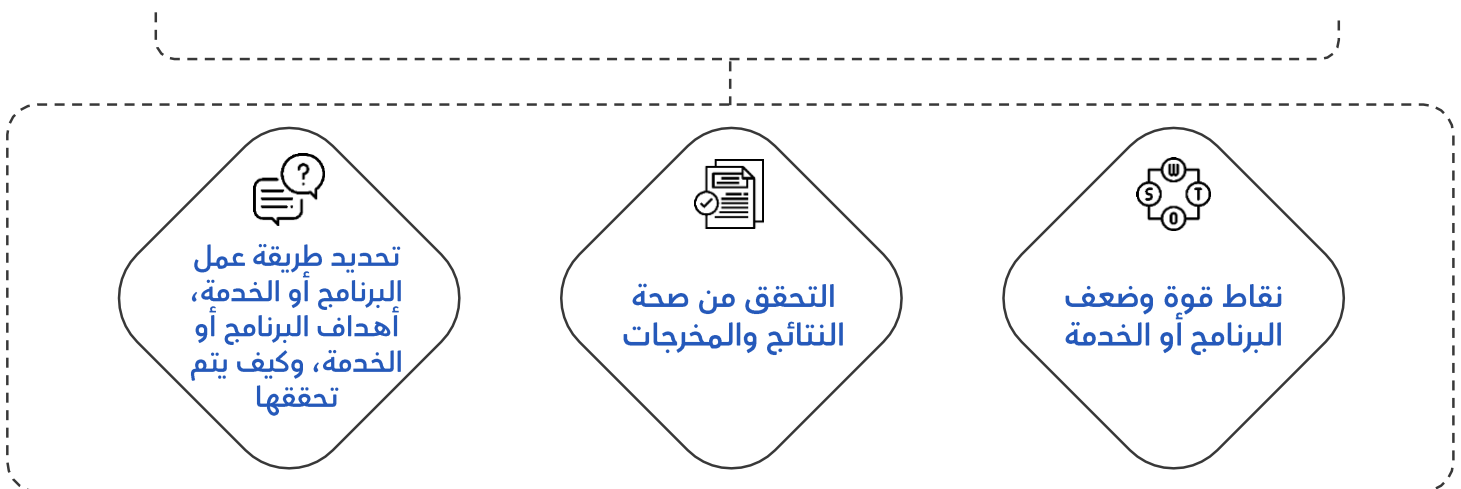 W
S
T
O
نقاط قوة وضعف
البرنامج أو الخدمة
التحقق من صحة
النتائج والمخرجات
?
تحديد طريقة عمل
البرنامج أو الخدمة،
أهداف البرنامج أو
الخدمة، وكيف يتم
تحققها